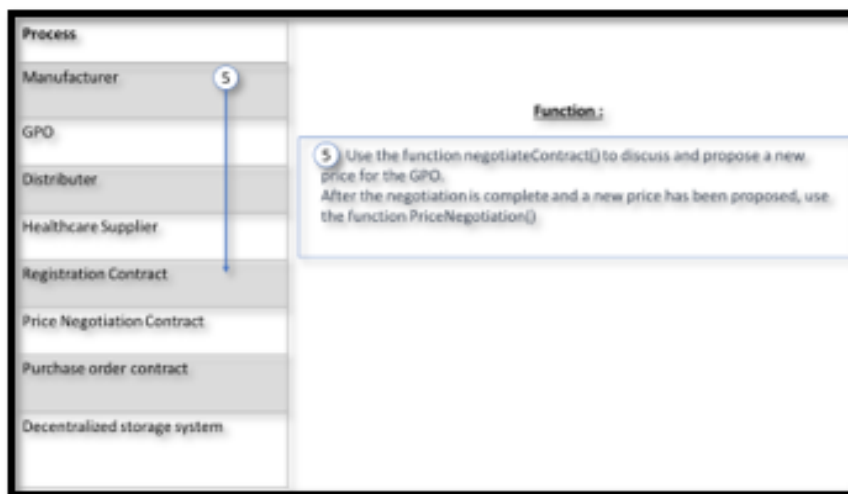 Process
Manufacturer
5
GPO
Distributer
Healthcare Supplier
Registration Contract
Price Negotiation Contract
Purchase order contract
Decentralized storage system
Function :
5 Use the function negotiateContract() to discuss and propose a new
price for the GPO.
After the negotiation is complete and a new price has been proposed, use
the function PriceNegotiation()